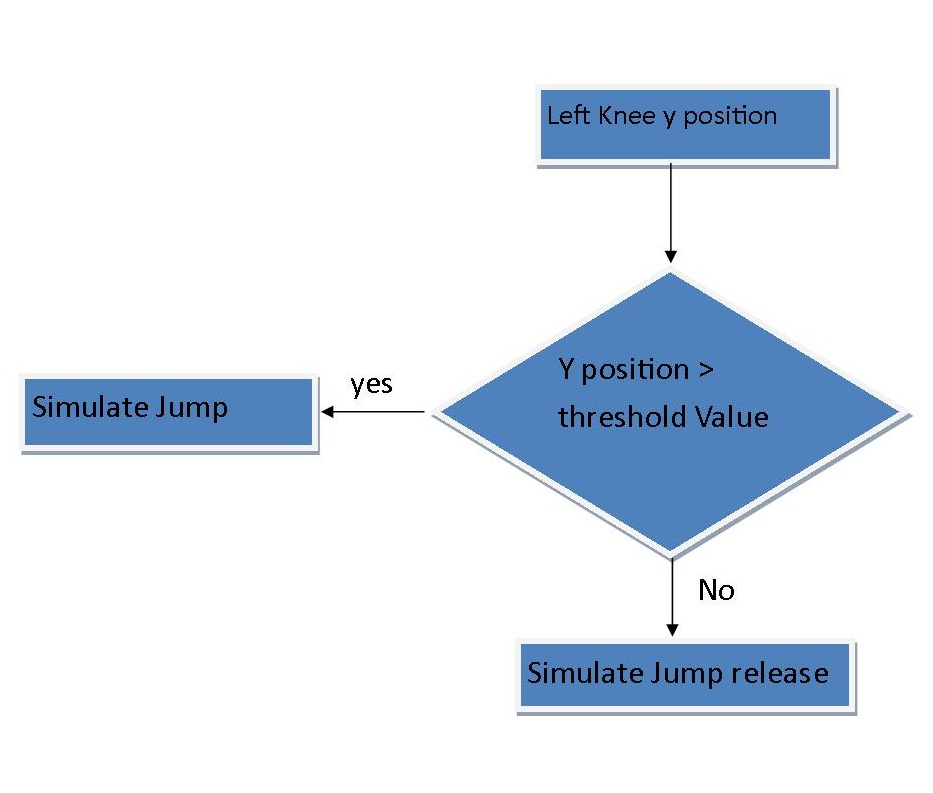 Left Knee y position
Y position >
threshold Value
yes
Simulate Jump
No
Simulate Jump release